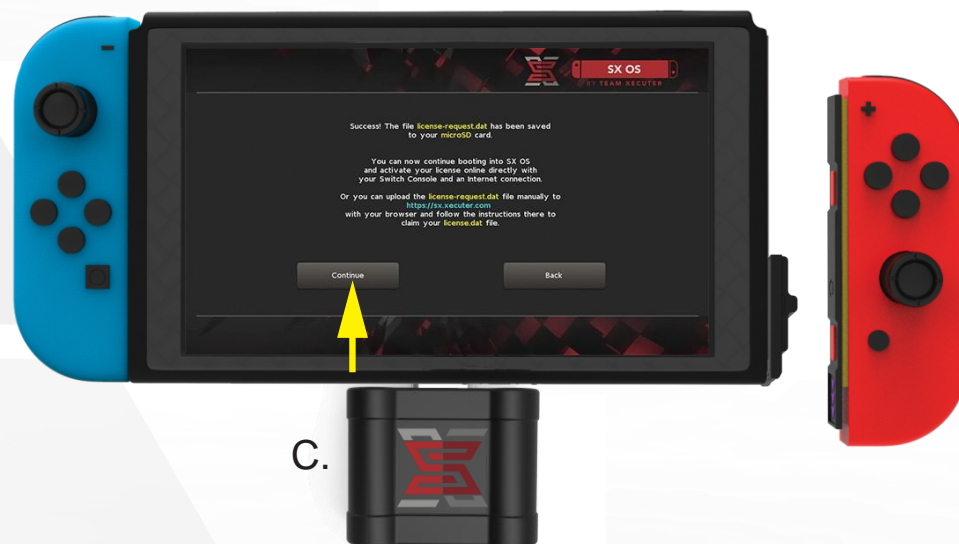 SX OS
BY TEAM XECUTER
Success! The file license-request.dat has been saved
to your microSD card.
You can now continue booting into SX OS
and activate your license online directly with
your Switch Console and an Internet connection.
Or you can upload the license-request.dat file manually to
https://sx.xecuter.com
with your browser and follow the instructions there to
claim your license.dat file.
Continue
Back
C.